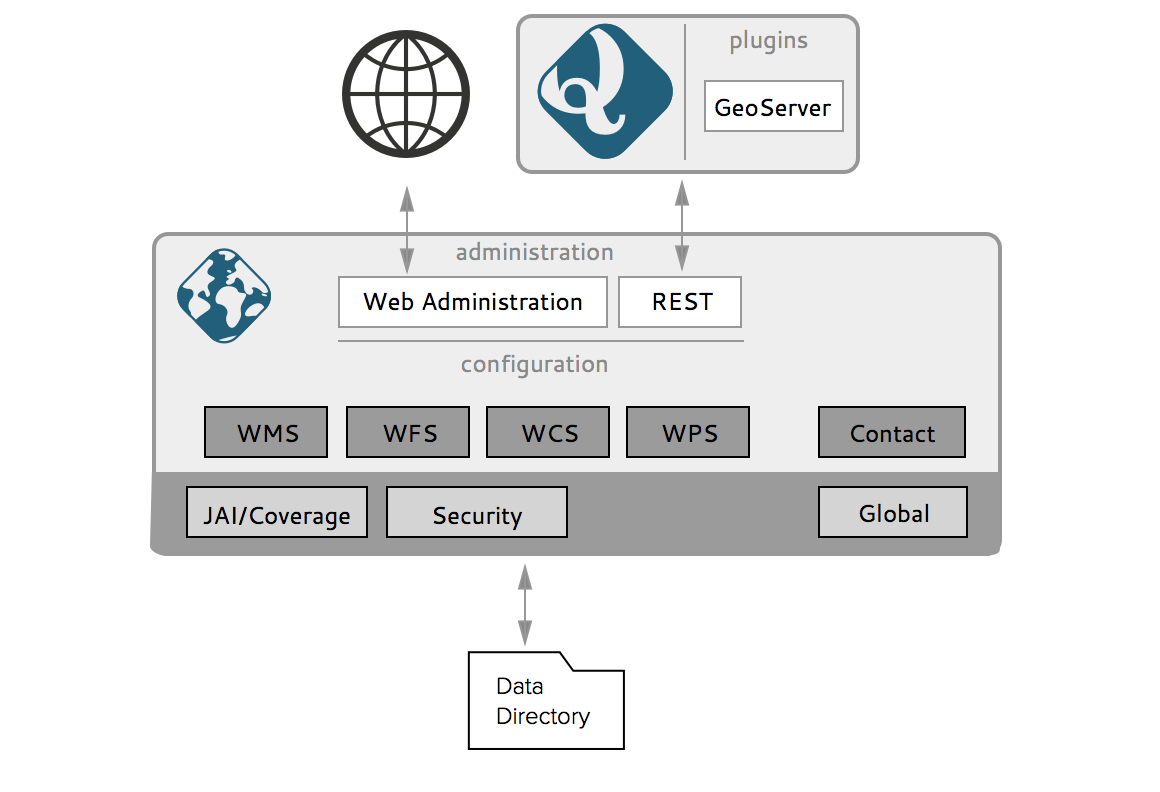 plugins
GeoServer
administration
Web Administration
REST
configuration
WMS
WFS
WCS
WPS
Contact
JAI/Coverage
Security
Global
Data
Directory